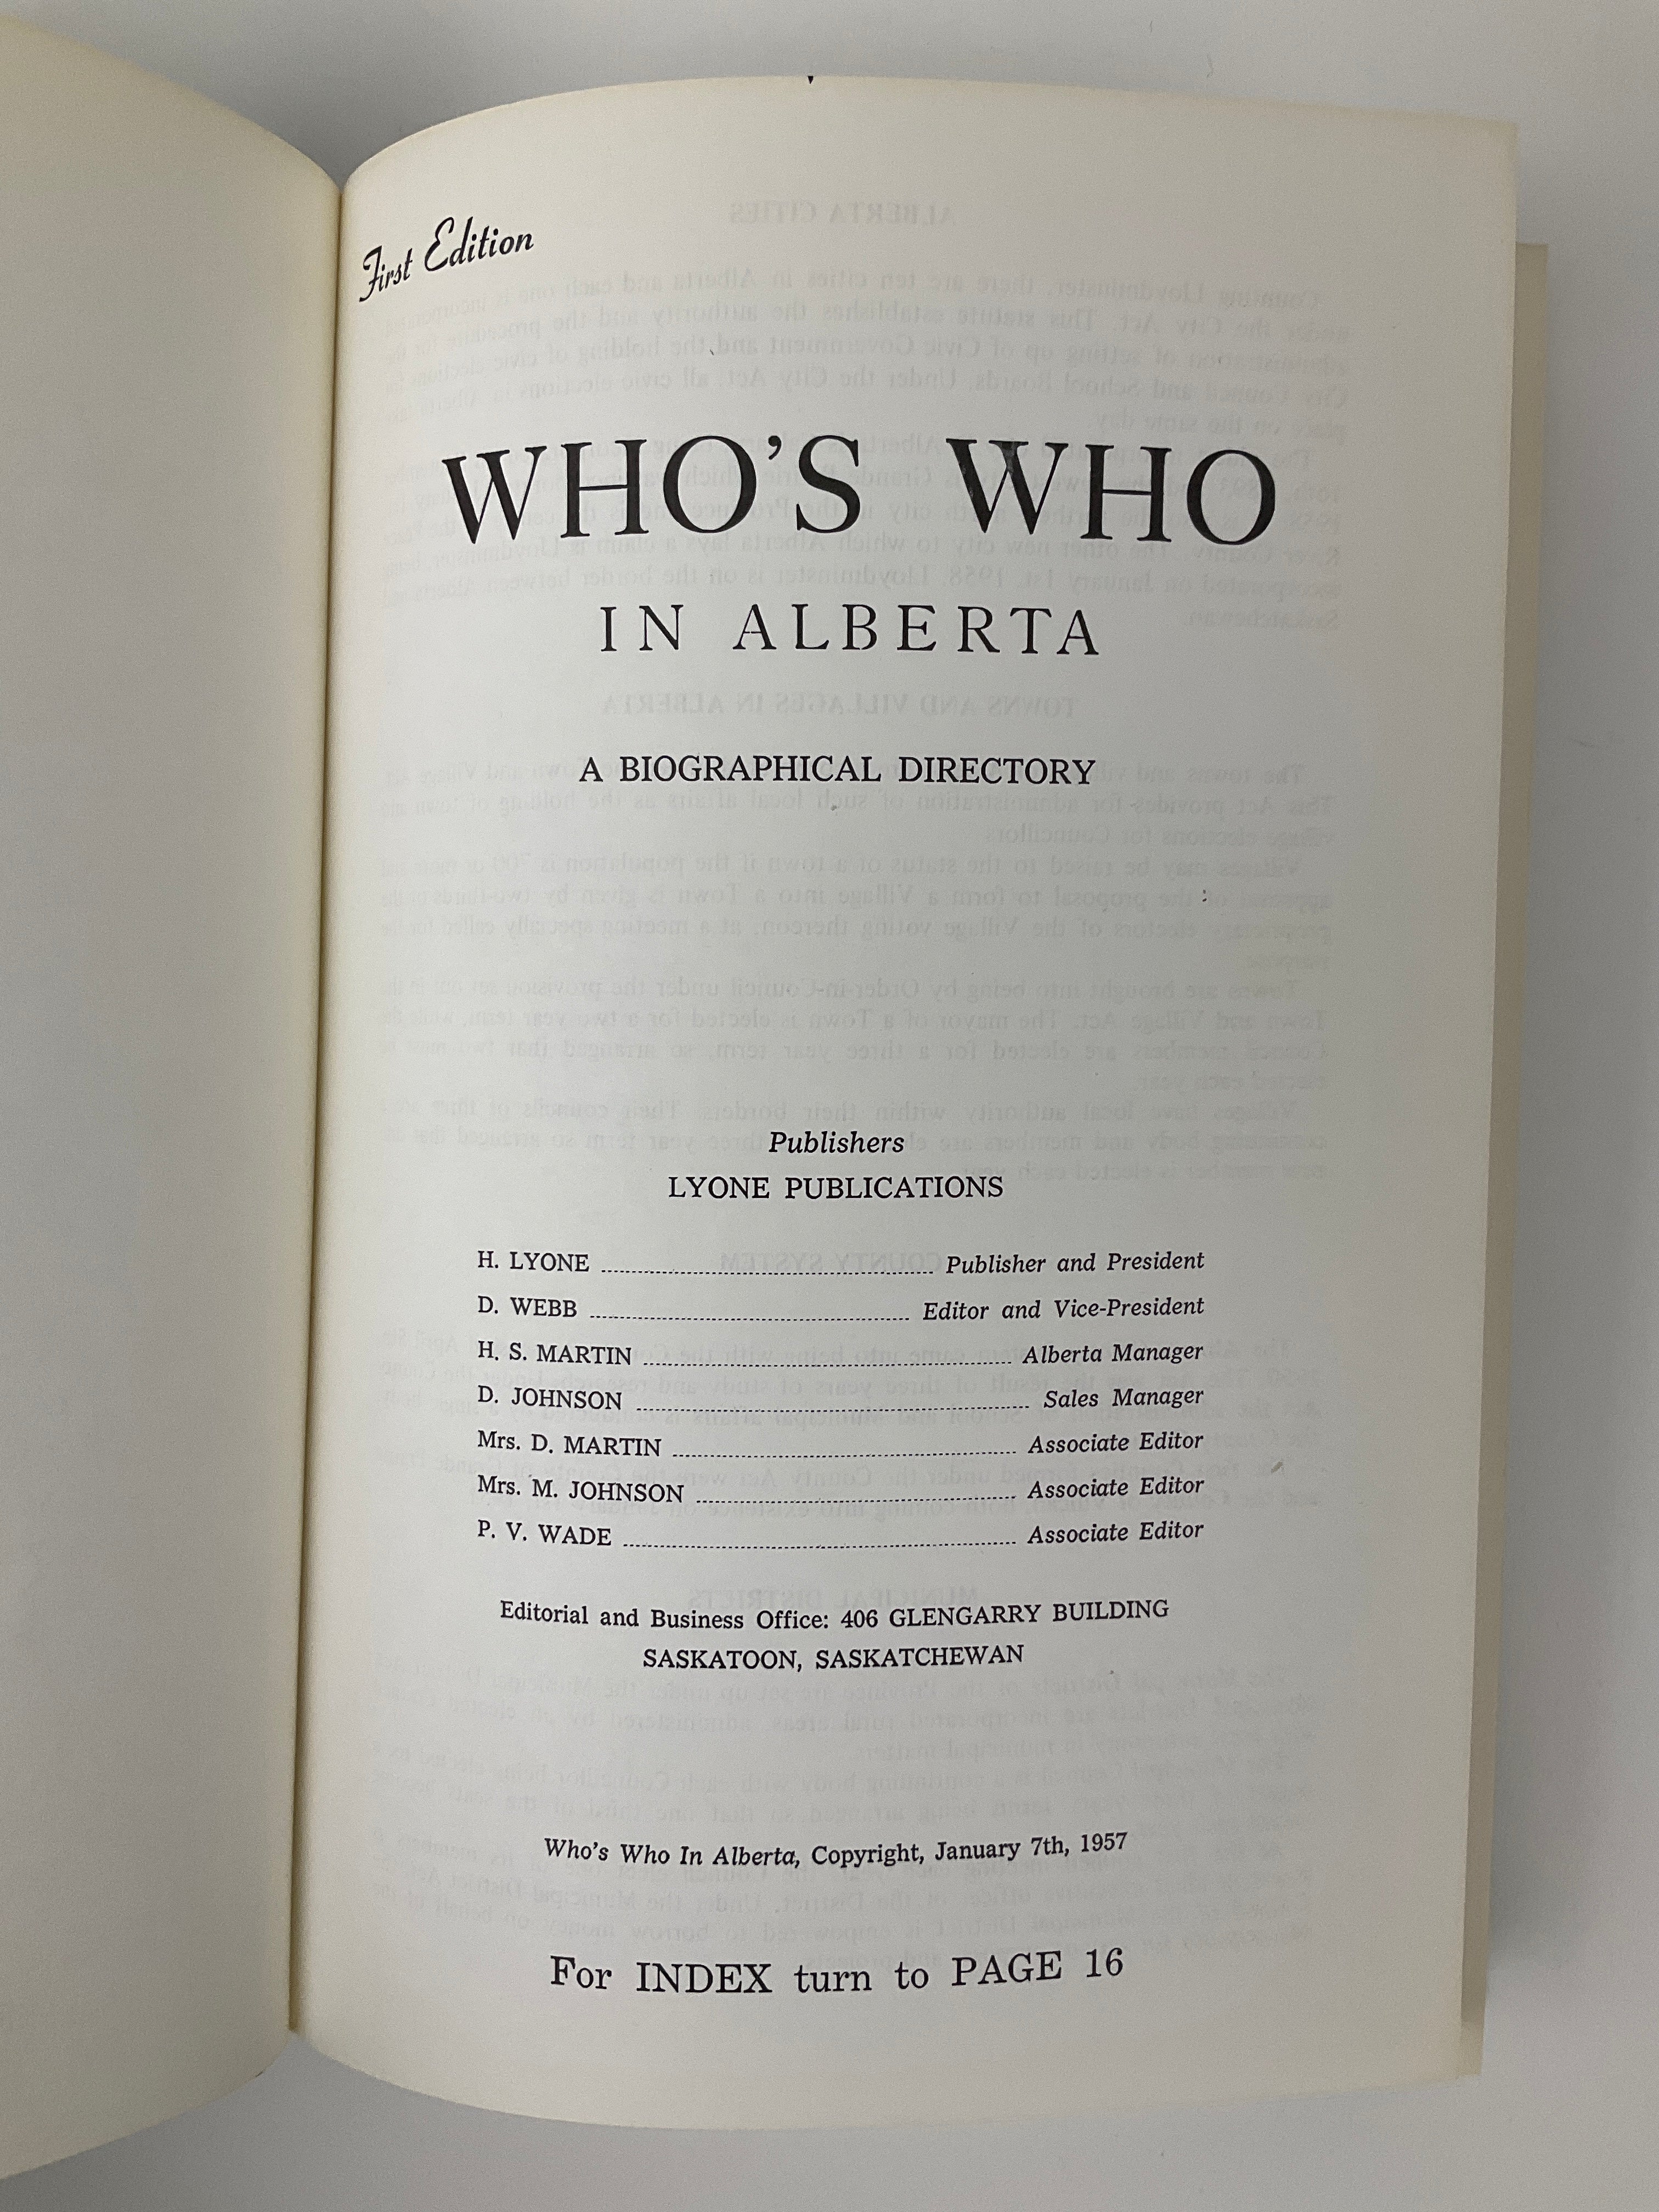 First Edition
WHO'S WHO
IN ALBERTA
A BIOGRAPHICAL DIRECTORY
Publishers
LYONE PUBLICATIONS
H. LYONE Publisher and President
D. WEBB Editor and Vice-President
H. S. MARTIN Alberta Manager
D. JOHNSON Sales Manager
Mrs. D. MARTIN Associate Editor
Mrs. M. JOHNSON Associate Editor
P. V. WADE Associate Editor
Editorial and Business Office: 406 GLENGARRY BUILDING
SASKATOON, SASKATCHEWAN
Who's Who In Alberta, Copyright, January 7th, 1957
For INDEX turn to PAGE 16